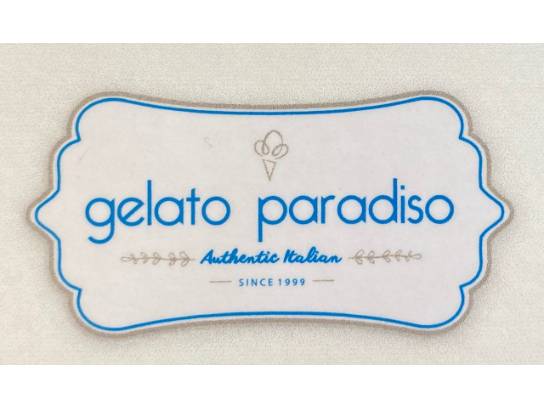 gelato paradiso
Authentic Italian
SINCE 1999